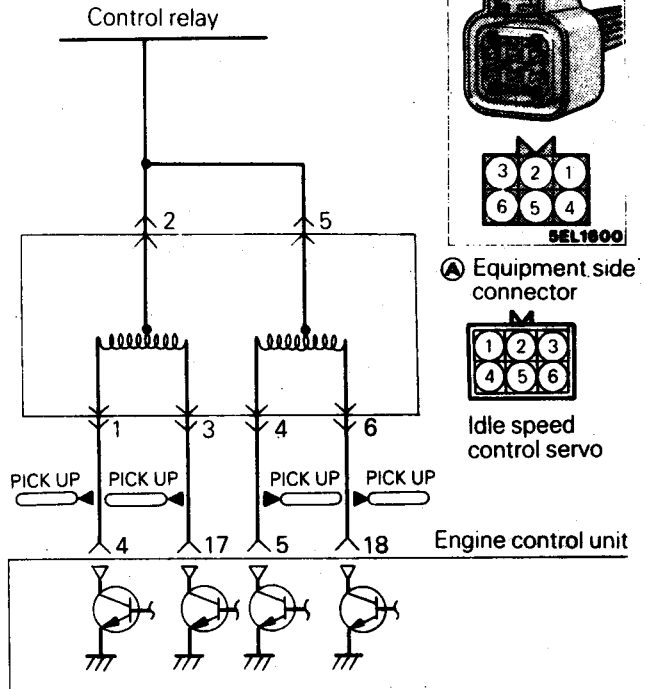 Control relay
3 2 1
6 5 4
5EL1600
2 5
Ⓐ Equipment side
connector
1 2 3
4 5 6
Idle speed
control servo
1 3 4 6
PICK UP PICK UP PICK UP PICK UP
4 17 5 18
Engine control unit